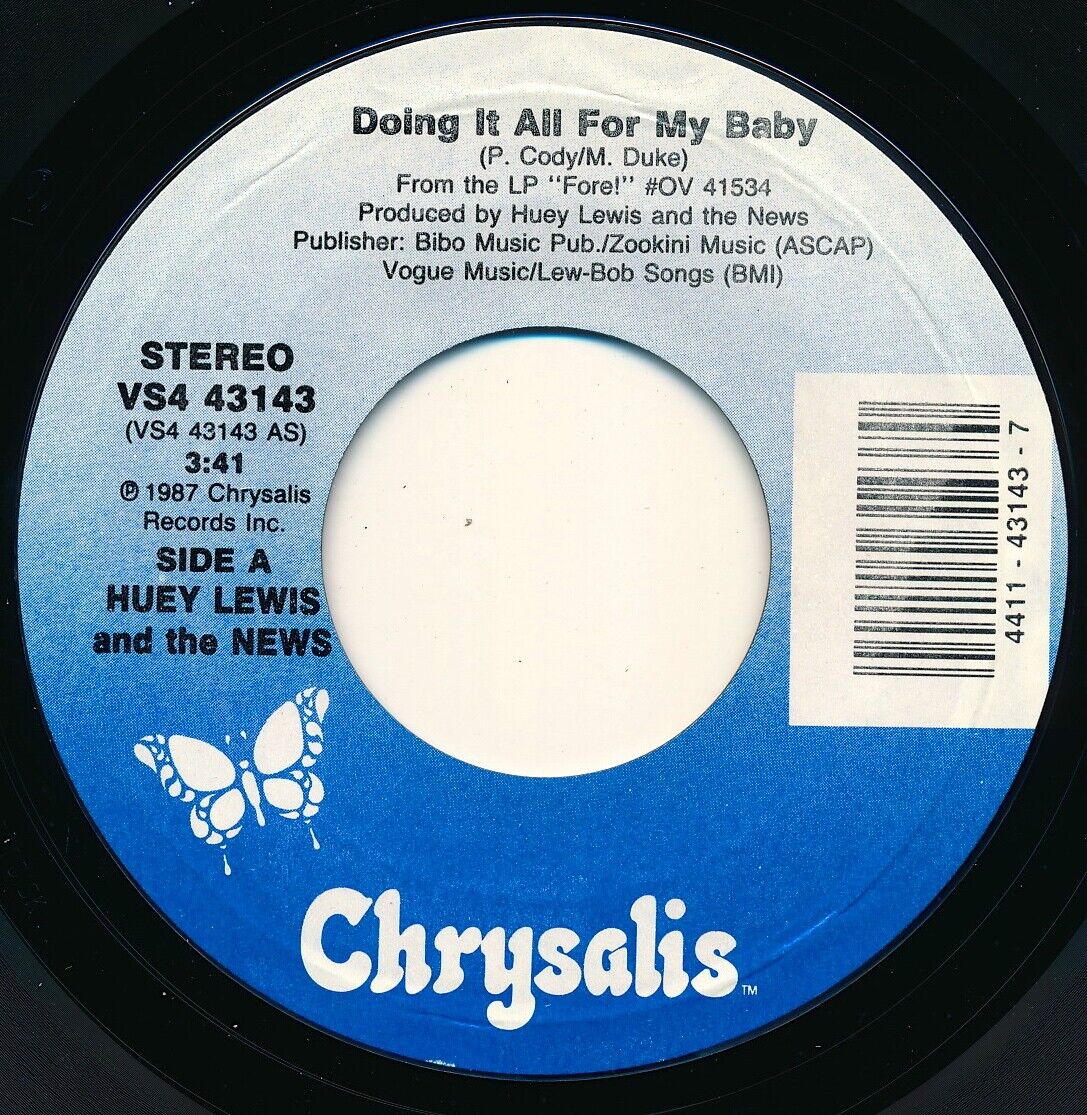 Doing It All For My Baby
(P. Cody/M. Duke)
From the LP "Fore!" #OV 41534
Produced by Huey Lewis and the News
Publisher: Bibo Music Pub./Zookini Music (ASCAP)
Vogue Music/Lew-Bob Songs (BMI)
STEREO
VS4 43143
(VS4 43143 AS)
3:41
℗ 1987 Chrysalis
Records Inc.
SIDE A
HUEY LEWIS
and the NEWS
4411 - 43143 - 7
Chrysalis™